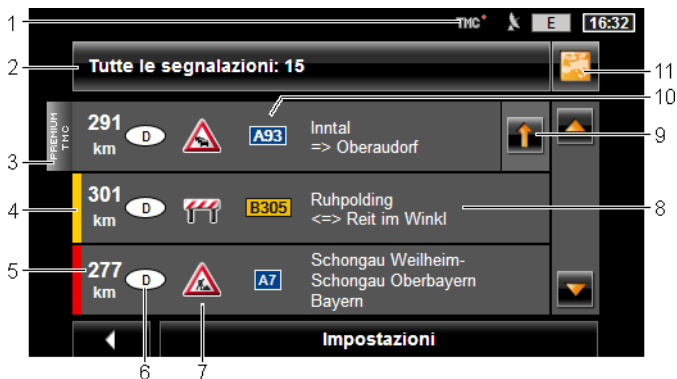 1
TMC
E
16:32
2
Tutte le segnalazioni: 15
11
10
3
PREMIUM
TMC
291
km
D
A93
Inntal
=> Oberaudorf
9
4
301
km
D
B305
Ruhpolding
<=> Reit im Winkl
8
5
277
km
D
A7
Schongau Weilheim-
Schongau Oberbayern
Bayern
Impostazioni
6
7